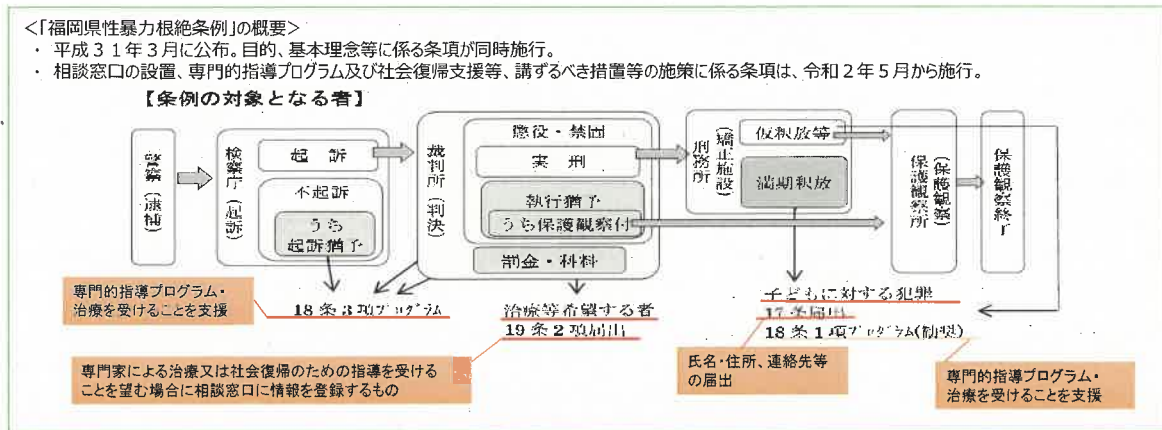 <「福岡県性暴力根絶条例」の概要>
・ 平成31年3月に公布。目的、基本理念等に係る条項が同時施行。
・ 相談窓口の設置、専門的指導プログラム及び社会復帰支援等、講ずるべき措置等の施策に係る条項は、令和2年5月から施行。
【条例の対象となる者】
警察(逮捕)
検察庁(起訴)
起訴
不起訴
うち
起訴猶予
裁判所(判決)
懲役・禁固
実刑
執行猶予
うち保護観察付
罰金・科料
刑務所
(矯正施設)
仮釈放等
満期釈放
保護観察所
(保護観察)
保護観察終了
専門的指導プログラム・
治療を受けることを支援
18条3項プログラム
治療等希望する者
19条2項届出
子どもに対する犯罪
17条届出
18条1項プログラム(勧奨)
専門家による治療又は社会復帰のための指導を受ける
ことを望む場合に相談窓口に情報を登録するもの
氏名・住所、連絡先等
の届出
専門的指導プログラム・
治療を受けることを支援